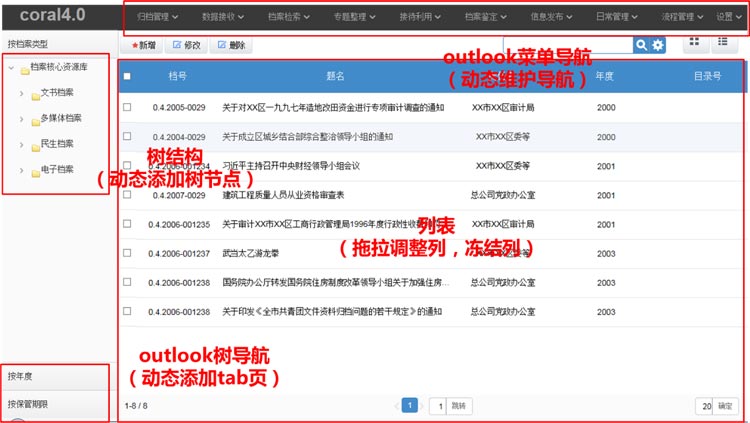 coral4.0
归档管理 数据接收 档案检索 专题整理 接待利用 档案鉴定 信息发布 日常管理 流程管理 设置
按档案类型
*新增 修改 删除
outlook菜单导航
（动态维护导航）
档案核心资源库
文书档案
多媒体档案
民生档案
电子档案
树结构
（动态添加树节点）
档号 题名 年度 目录号
0.4.2005-0029 关于对XX区一九九七年造地改田资金进行专项审计调查的通知 XX市XX区审计局 2000
0.4.2004-0029 关于成立区城乡结合部综合整治领导小组的通知 XX市XX区委等 2000
0.4.2006-001234 习近平主持召开中央财经领导小组会议 XX市XX区委等 2001
0.4.2007-0029 建筑工程质量人员从业资格审查表 总公司党政办公室 2001
0.4.2006-001235 关于审计XX市XX区工商行政管理局1996年度行政性收费 XX市XX区审计局 2001
列表
（拖拉调整列，冻结列）
0.4.2006-001237 武当太乙游龙拳 2002
0.4.2006-001238 国务院办公厅转发国务院住房制度改革领导小组关于加强住房... 总公司党政办公室 2003
0.4.2006-001238 关于印发《全市共青团文件资料归档问题的若干规定》的通知 总公司党政办公室 2003
outlook树导航
（动态添加tab页）
按年度
按保管期限
1-8 / 8 1 1 跳转 20 确定